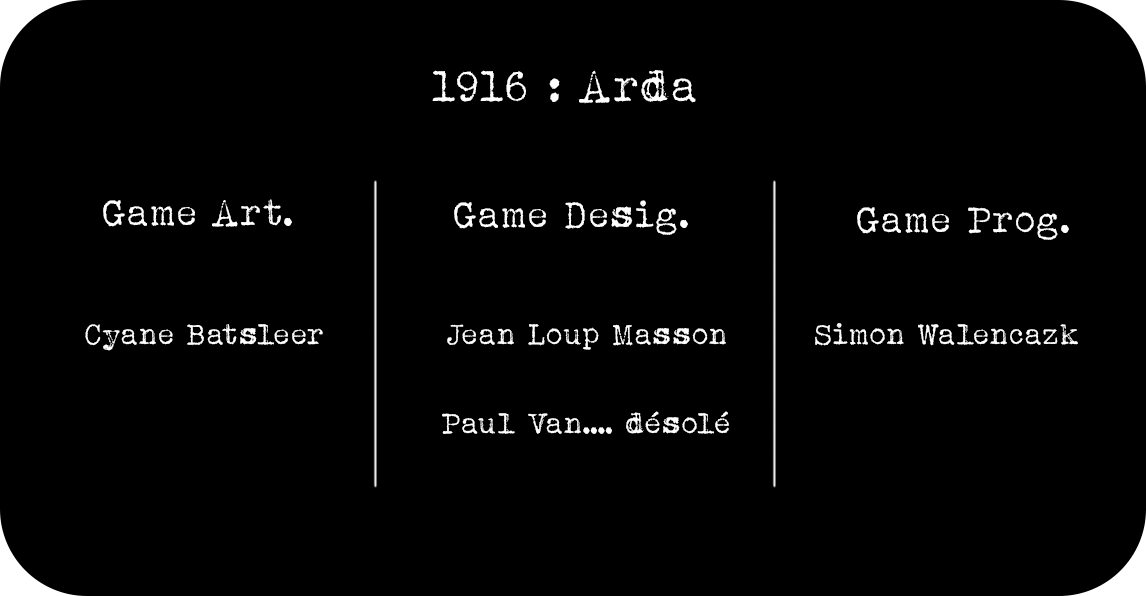 1916 : Arda
Game Art.
Cyane Batsleer
Game Desig.
Jean Loup Masson
Paul Van.... désolé
Game Prog.
Simon Walencazk